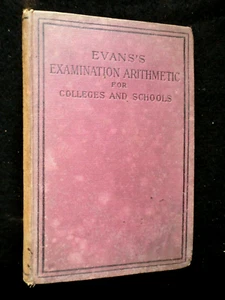 EVANS'S
EXAMINATION ARITHMETIC
FOR
COLLEGES AND SCHOOLS